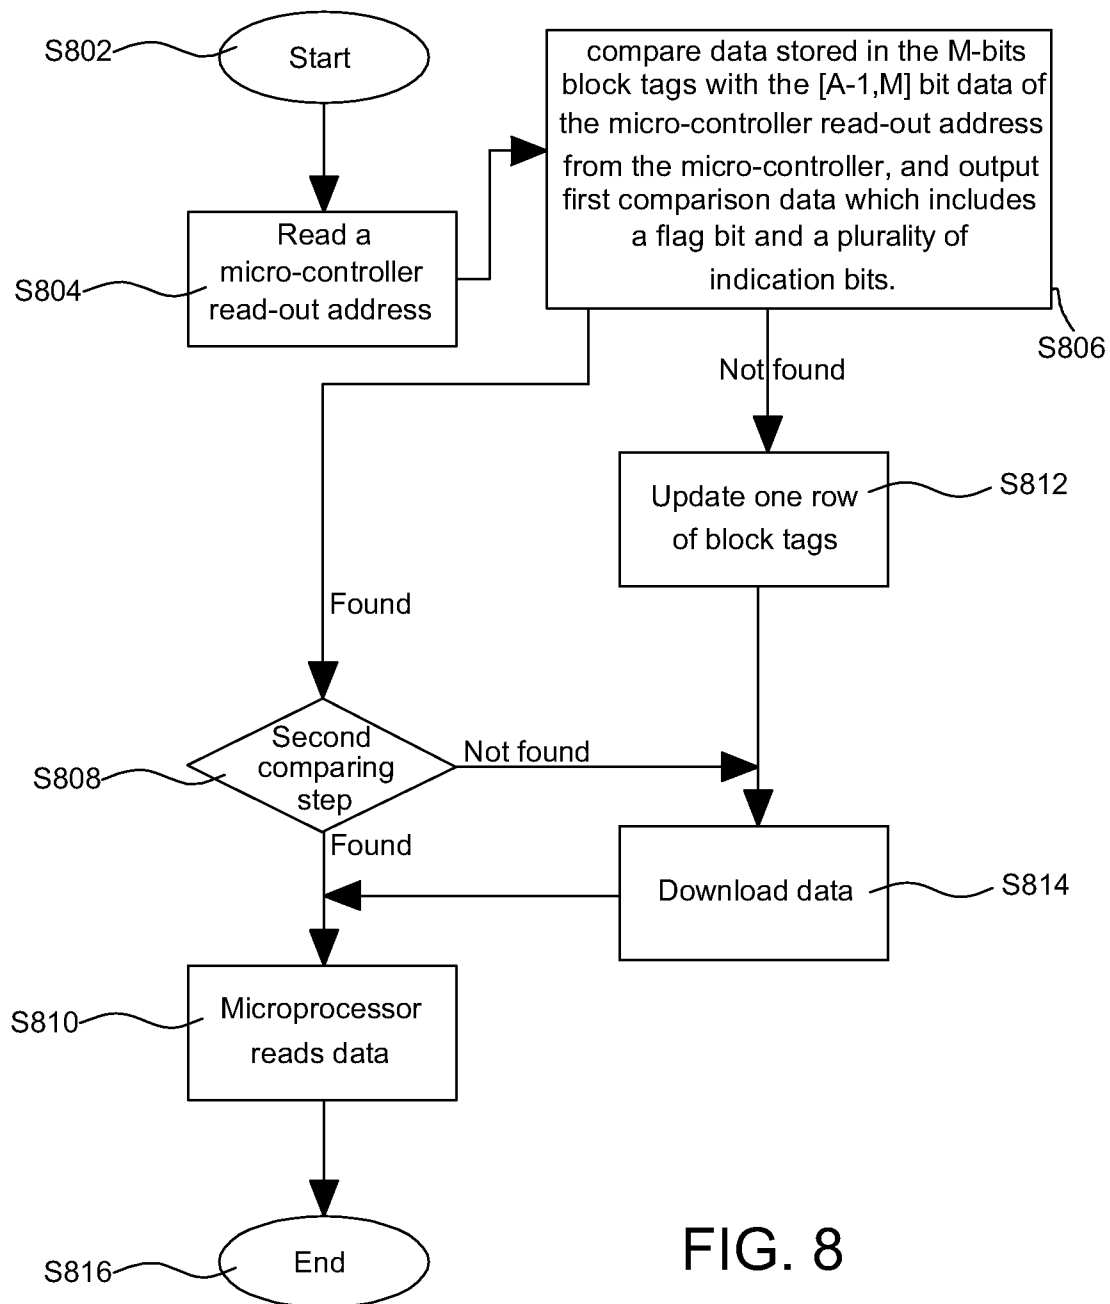 S802
Start
compare data stored in the M-bits
block tags with the [A-1,M] bit data of
the micro-controller read-out address
from the micro-controller, and output
first comparison data which includes
a flag bit and a plurality of
indication bits.
S804
Read a
micro-controller
read-out address
S806
Not found
S812
Update one row
of block tags
Found
S808
Second
comparing
step
Not found
Found
Download data
S814
S810
Microprocessor
reads data
S816
End
FIG. 8